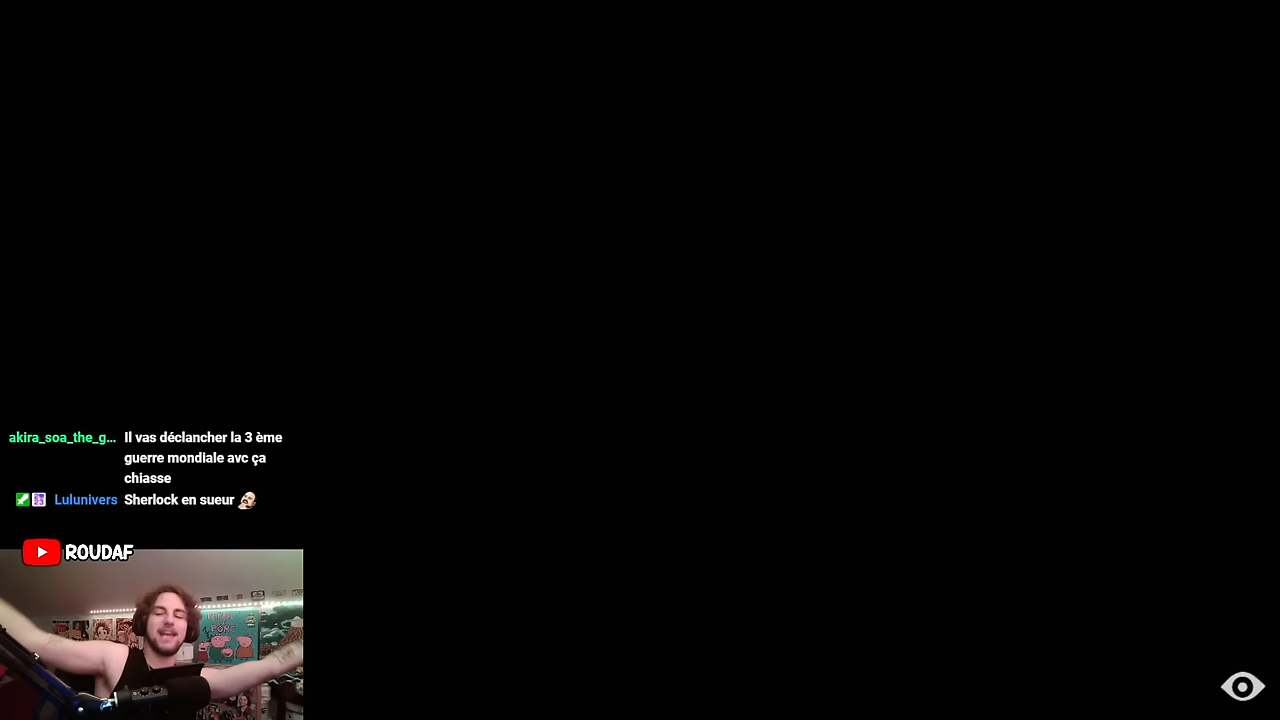 akira_soa_the_g... Il vas déclancher la 3 ème
guerre mondiale avc ça
chiasse
Lulunivers Sherlock en sueur
ROUDAF